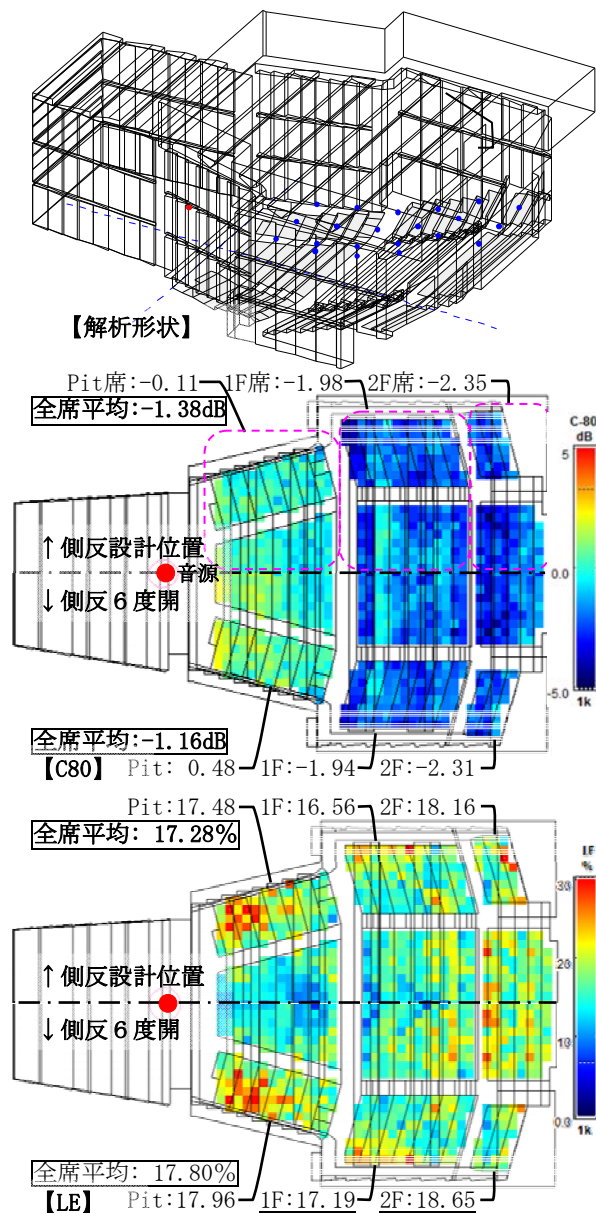 【解析形状】
Pit席:-0.11 1F席:-1.98 2F席:-2.35
全席平均:-1.38dB
C-80
dB
5
↑側反設計位置
音源
0.0
↓側反６度開
-5.0
1k
全席平均:-1.16dB
【C80】 Pit: 0.48 1F:-1.94 2F:-2.31
Pit:17.48 1F:16.56 2F:18.16
全席平均: 17.28%
%
↑側反設計位置
↓側反６度開
0.0
1k
全席平均: 17.80%
【LE】 Pit:17.96 1F:17.19 2F:18.65